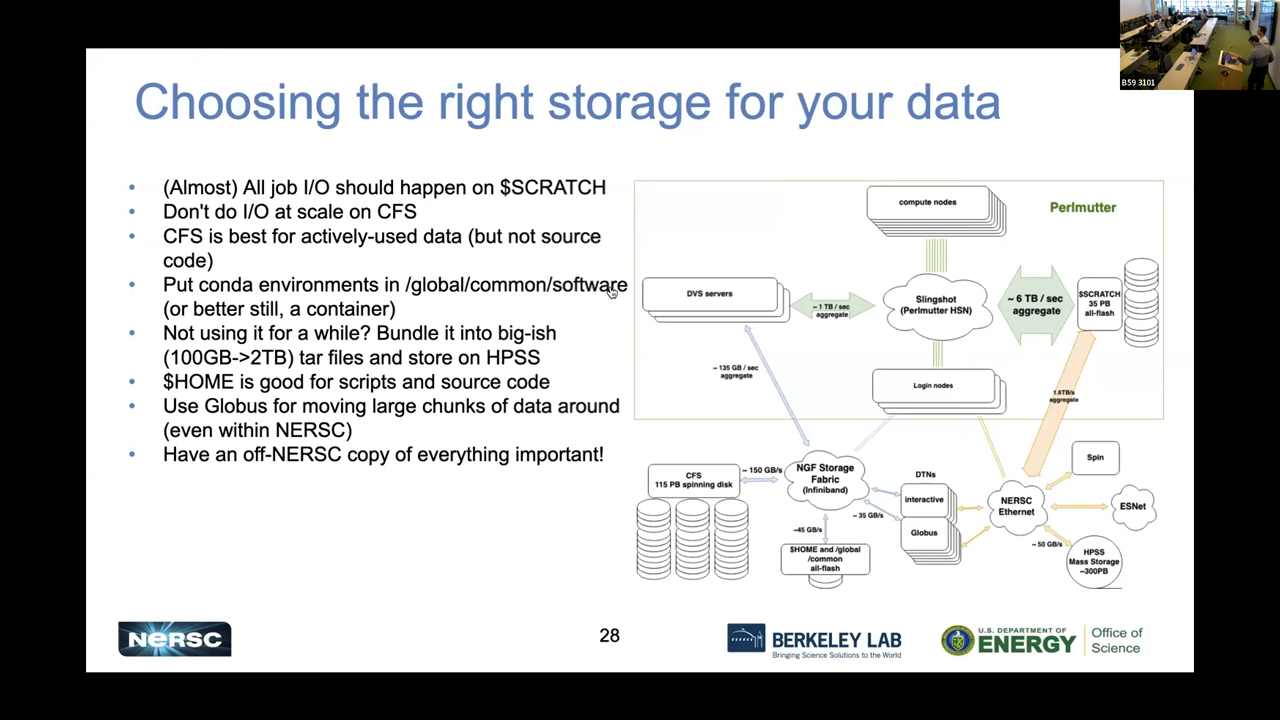 B59 3101
Choosing the right storage for your data
• (Almost) All job I/O should happen on $SCRATCH
• Don't do I/O at scale on CFS
• CFS is best for actively-used data (but not source
code)
• Put conda environments in /global/common/software
(or better still, a container)
• Not using it for a while? Bundle it into big-ish
(100GB->2TB) tar files and store on HPSS
• $HOME is good for scripts and source code
• Use Globus for moving large chunks of data around
(even within NERSC)
• Have an off-NERSC copy of everything important!
compute nodes
Perlmutter
DVS servers
~ 1 TB / sec
aggregate
Slingshot
(Perlmutter HSN)
~ 6 TB / sec
aggregate
$SCRATCH
35 PB
all-flash
~ 135 GB / sec
aggregate
Login nodes
1.6TB/s
aggregate
CFS
115 PB spinning disk
~ 150 GB/s
NGF Storage
Fabric
(Infiniband)
DTNs
interactive
Globus
~ 35 GB/s
~45 GB/s
$HOME and /global
/common
all-flash
NERSC
Ethernet
Spin
ESNet
~ 50 GB/s
HPSS
Mass Storage
~300PB
NERSC
28
BERKELEY LAB
Bringing Science Solutions to the World
U.S. DEPARTMENT OF
ENERGY
Office of
Science